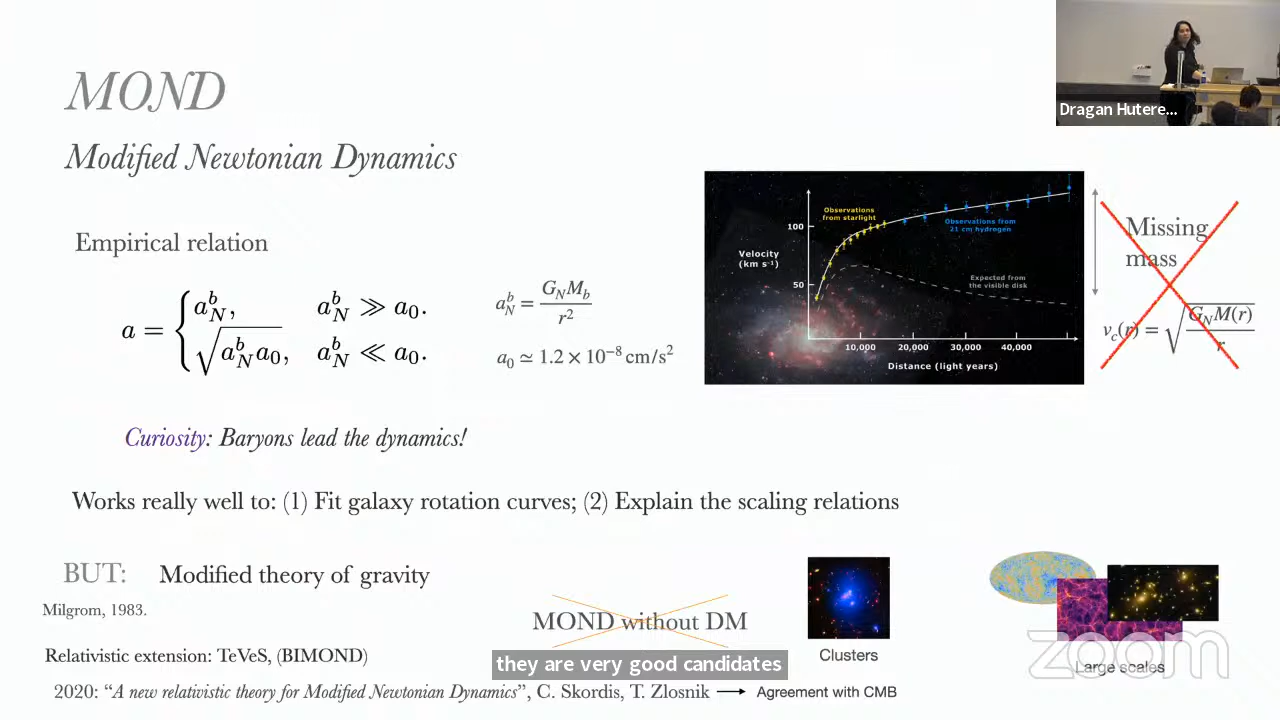 MOND
Modified Newtonian Dynamics
Dragan Hutere...
Empirical relation
a = { a_N^b, a_N^b ≫ a_0.
√(a_N^b a_0), a_N^b ≪ a_0.
a_N^b = G_N M_b / r^2
a_0 ≃ 1.2 × 10^−8 cm/s^2
Observations
from starlight
100
Observations from
21 cm hydrogen
Velocity
(km s⁻¹)
Expected from
the visible disk
50
10,000 20,000 30,000 40,000
Distance (light years)
Missing
mass
v_c(r) = √(G_N M(r) / r)
Curiosity: Baryons lead the dynamics!
Works really well to: (1) Fit galaxy rotation curves; (2) Explain the scaling relations
BUT: Modified theory of gravity
Milgrom, 1983.
MOND without DM
Clusters
Large scales
zoom
Relativistic extension: TeVeS, (BIMOND)
they are very good candidates
2020: “A new relativistic theory for Modified Newtonian Dynamics”, C. Skordis, T. Zlosnik → Agreement with CMB